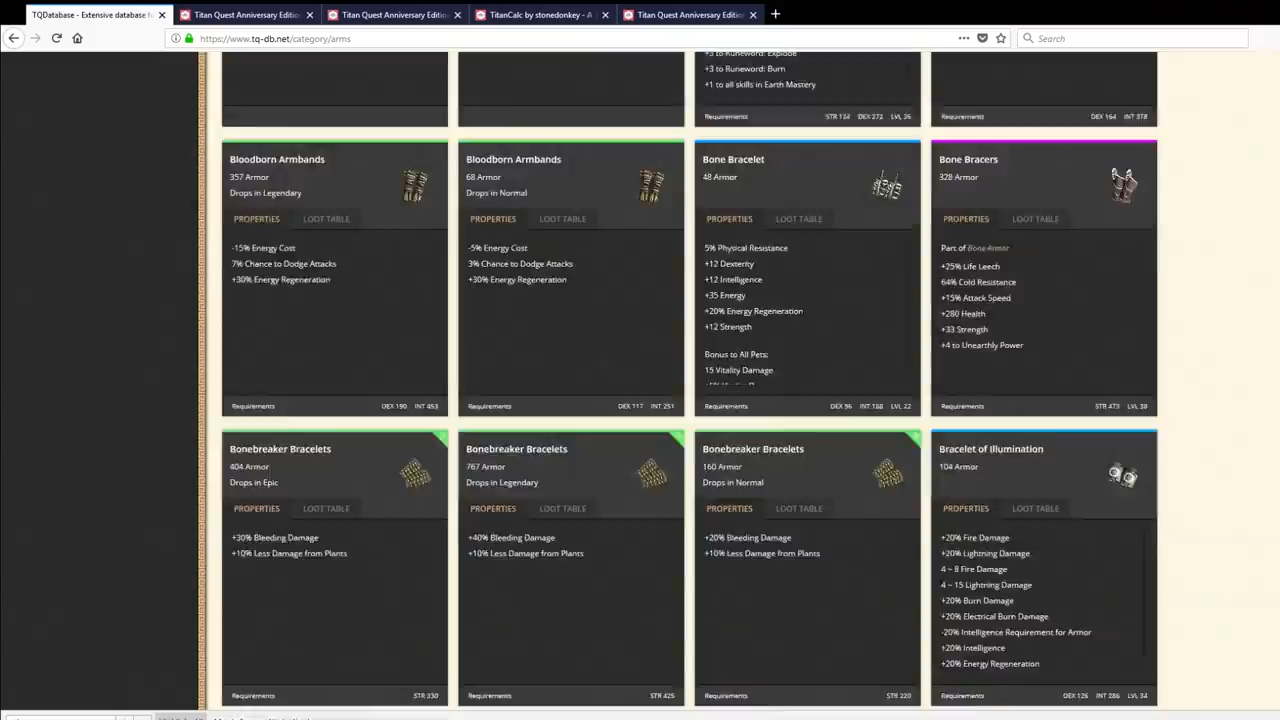 TQDatabase - Extensive database f
Titan Quest Anniversary Editio
Titan Quest Anniversary Editio
TitanCalc by stonedonkey - A
Titan Quest Anniversary Edition
https://www.tq-db.net/category/arms
Search
+3 to Runeword: Explode
+3 to Runeword: Burn
+1 to all skills in Earth Mastery
Requirements
Requirements
Requirements STR 134 DEX 272 LVL 36
Requirements DEX 164 INT 378
Bloodborn Armbands
357 Armor
Drops in Legendary
PROPERTIES LOOT TABLE
-15% Energy Cost
7% Chance to Dodge Attacks
+30% Energy Regeneration
Requirements DEX 190 INT 453
Bloodborn Armbands
68 Armor
Drops in Normal
PROPERTIES LOOT TABLE
-5% Energy Cost
3% Chance to Dodge Attacks
+30% Energy Regeneration
Requirements DEX 117 INT 251
Bone Bracelet
48 Armor
PROPERTIES LOOT TABLE
5% Physical Resistance
+12 Dexterity
+12 Intelligence
+35 Energy
+20% Energy Regeneration
+12 Strength
Bonus to All Pets:
15 Vitality Damage
Requirements DEX 96 INT 188 LVL 22
Bone Bracers
328 Armor
PROPERTIES LOOT TABLE
Part of Bone Armor
+25% Life Leech
64% Cold Resistance
+15% Attack Speed
+280 Health
+33 Strength
+4 to Unearthly Power
Requirements STR 473 LVL 38
Bonebreaker Bracelets
404 Armor
Drops in Epic
PROPERTIES LOOT TABLE
+30% Bleeding Damage
+10% Less Damage from Plants
Requirements STR 330
Bonebreaker Bracelets
767 Armor
Drops in Legendary
PROPERTIES LOOT TABLE
+40% Bleeding Damage
+10% Less Damage from Plants
Requirements STR 425
Bonebreaker Bracelets
160 Armor
Drops in Normal
PROPERTIES LOOT TABLE
+20% Bleeding Damage
+10% Less Damage from Plants
Requirements STR 220
Bracelet of Illumination
104 Armor
PROPERTIES LOOT TABLE
+20% Fire Damage
+20% Lightning Damage
4 ~ 8 Fire Damage
4 ~ 15 Lightning Damage
+20% Burn Damage
+20% Electrical Burn Damage
-20% Intelligence Requirement for Armor
+20% Intelligence
+20% Energy Regeneration
Requirements DEX 126 INT 286 LVL 34